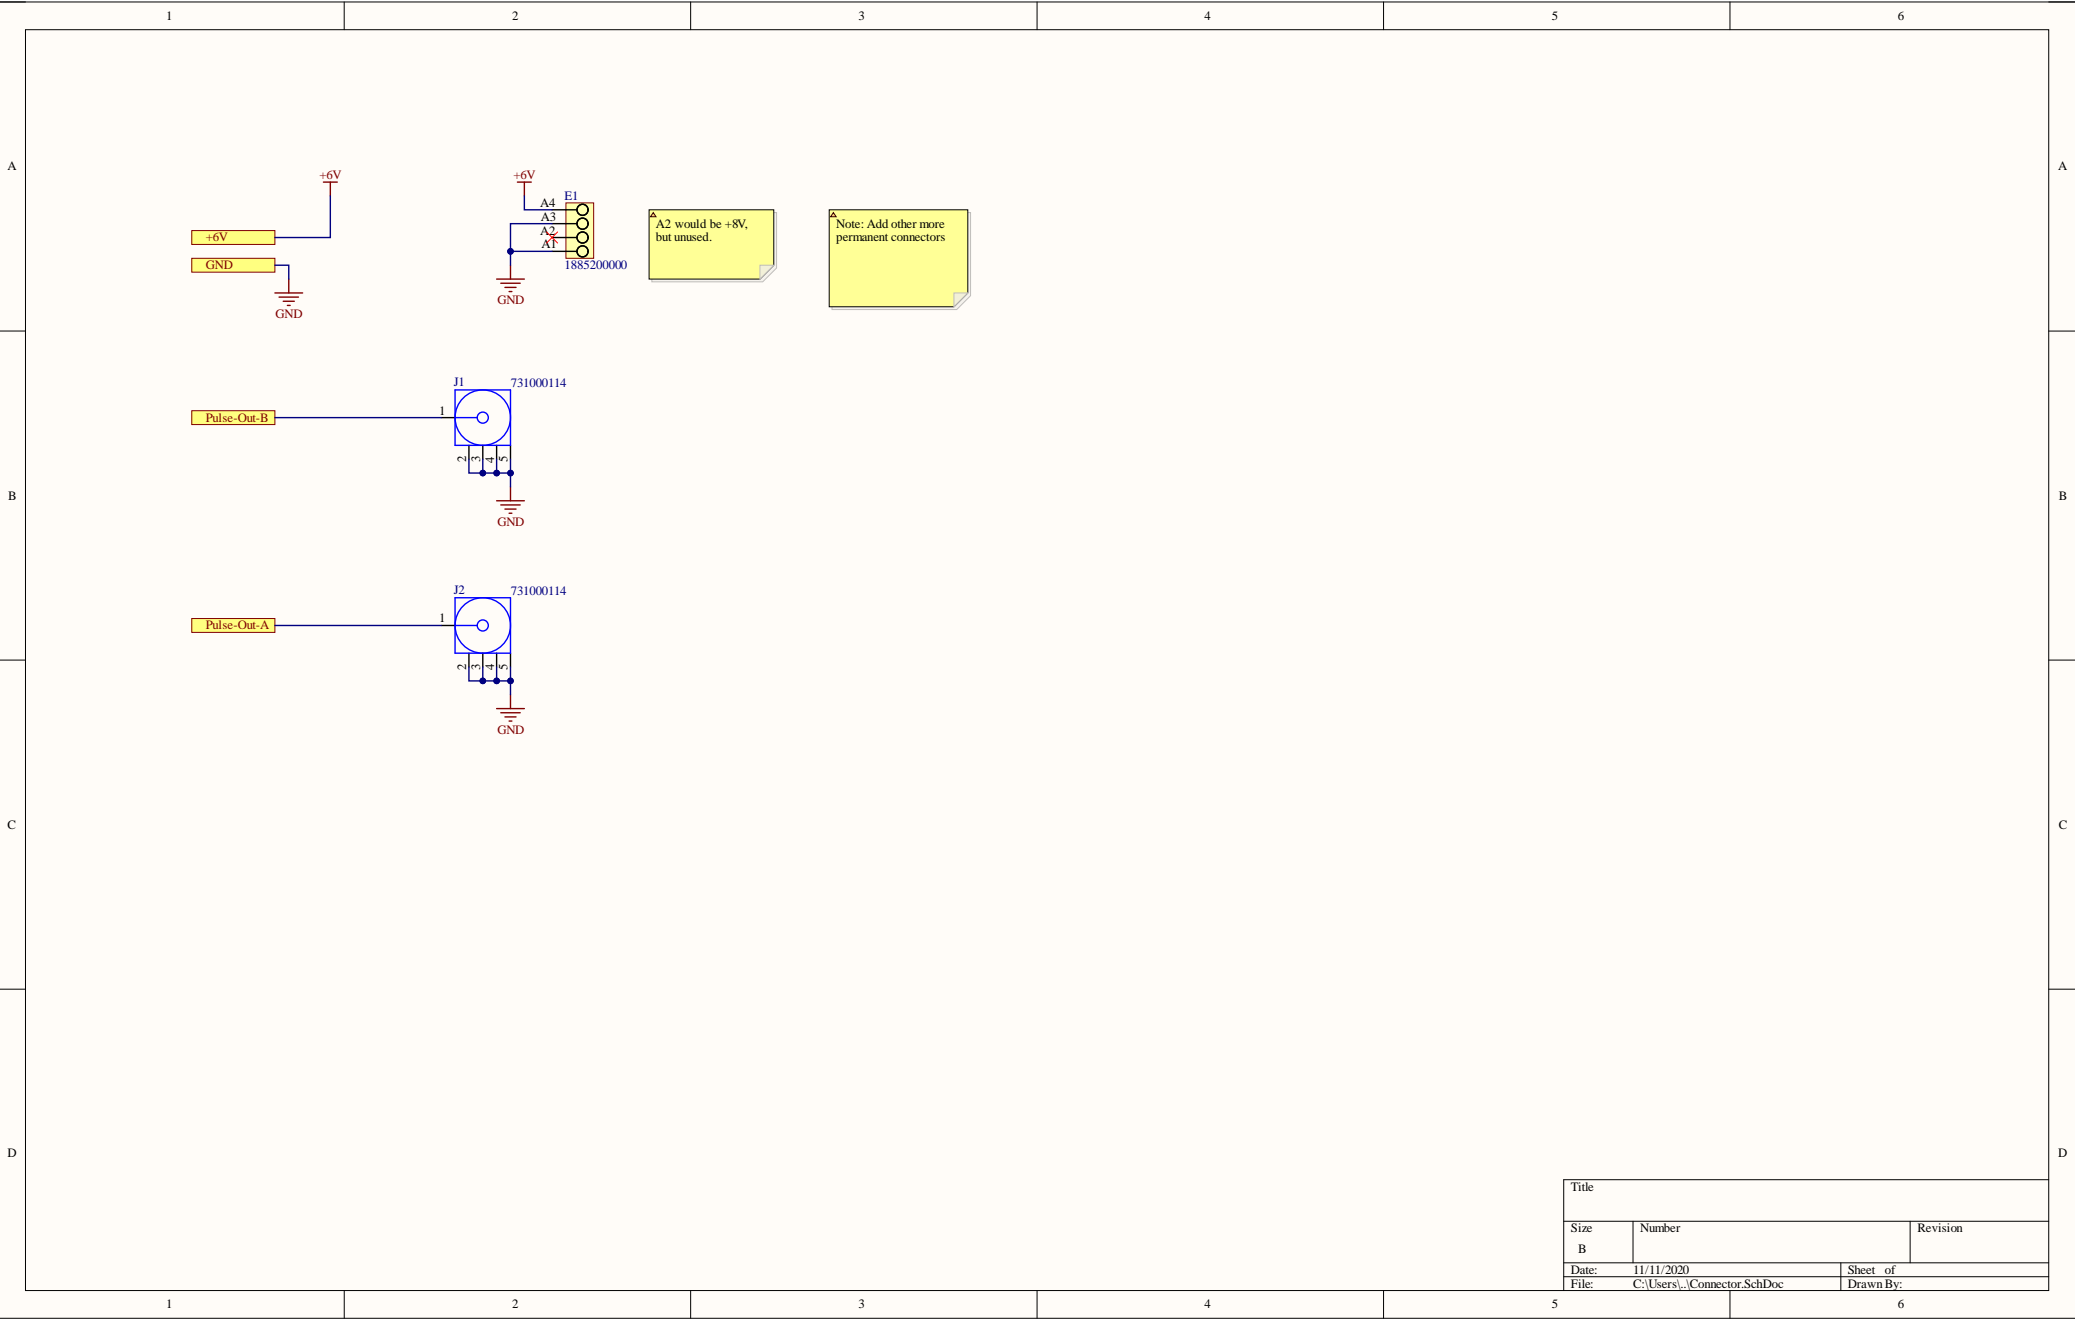 1 2 3 4 5 6
A A
+6V +6V
E1
A4
A3
A2
A1
1885200000
GND
+6V
GND
GND
A2 would be +8V,
but unused.
Note: Add other more
permanent connectors
J1 731000114
Pulse-Out-B 1
2 3 4 5
GND
B B
J2 731000114
Pulse-Out-A 1
2 3 4 5
GND
C C
D D
Title
Size Number Revision
B
Date: 11/11/2020 Sheet of
File: C:\Users\..\Connector.SchDoc Drawn By:
1 2 3 4 5 6